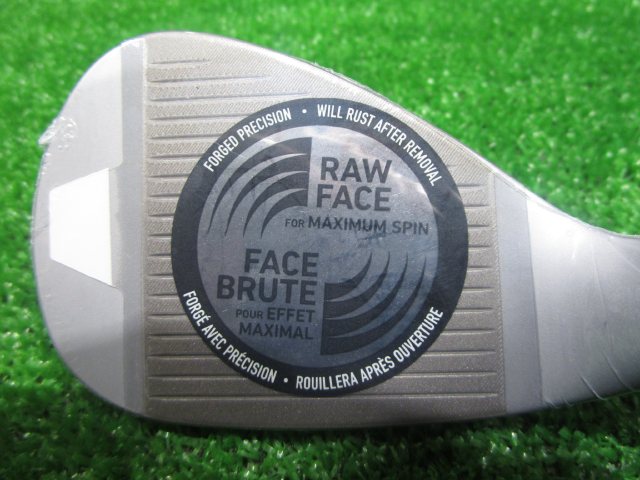 FORGED PRECISION • WILL RUST AFTER REMOVAL
RAW
FACE
FOR MAXIMUM SPIN
FACE
BRUTE
POUR EFFET
MAXIMAL
FORGÉ AVEC PRÉCISION • ROUILLERA APRÈS OUVERTURE